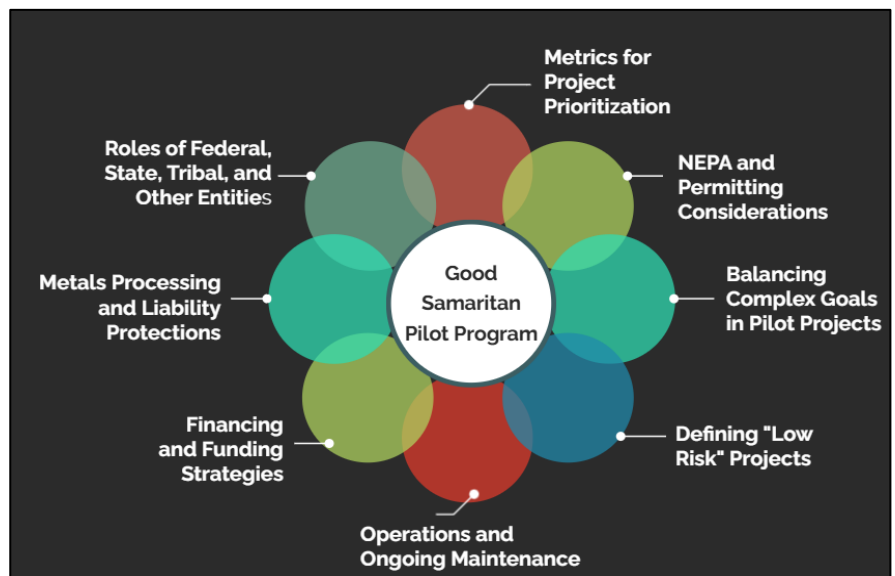 Metrics for
Project
Prioritization
NEPA and
Permitting
Considerations
Balancing
Complex Goals
in Pilot Projects
Defining "Low
Risk" Projects
Operations and
Ongoing Maintenance
Financing
and Funding
Strategies
Metals Processing
and Liability
Protections
Roles of Federal,
State, Tribal, and
Other Entities
Good
Samaritan
Pilot Program